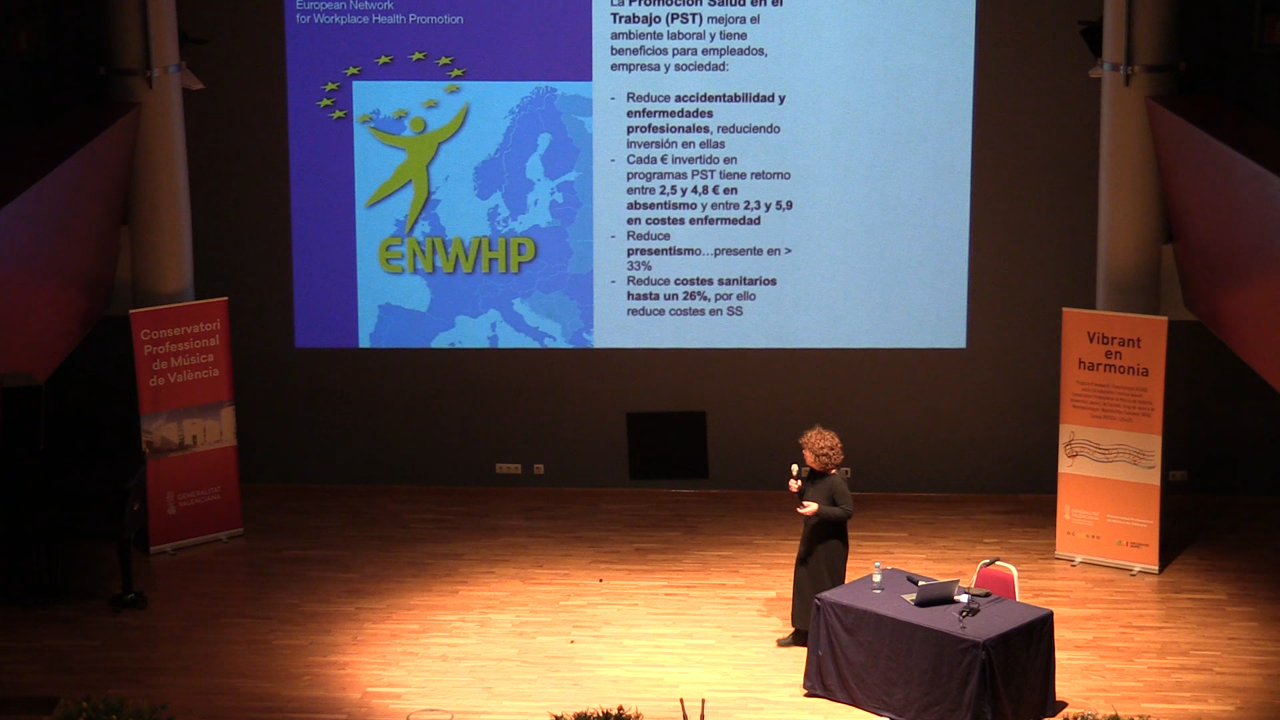 European Network
for Workplace Health Promotion
ENWHP
La Promoción Salud en el
Trabajo (PST) mejora el
ambiente laboral y tiene
beneficios para empleados,
empresa y sociedad:
- Reduce accidentabilidad y
enfermedades
profesionales, reduciendo
inversión en ellas
- Cada € invertido en
programas PST tiene retorno
entre 2,5 y 4,8 € en
absentismo y entre 2,3 y 5,9
en costes enfermedad
- Reduce
presentismo...presente en >
33%
- Reduce costes sanitarios
hasta un 26%, por ello
reduce costes en SS
Conservatori
Professional
de Música
de València
GENERALITAT
VALENCIANA
Vibrant
en
harmonia